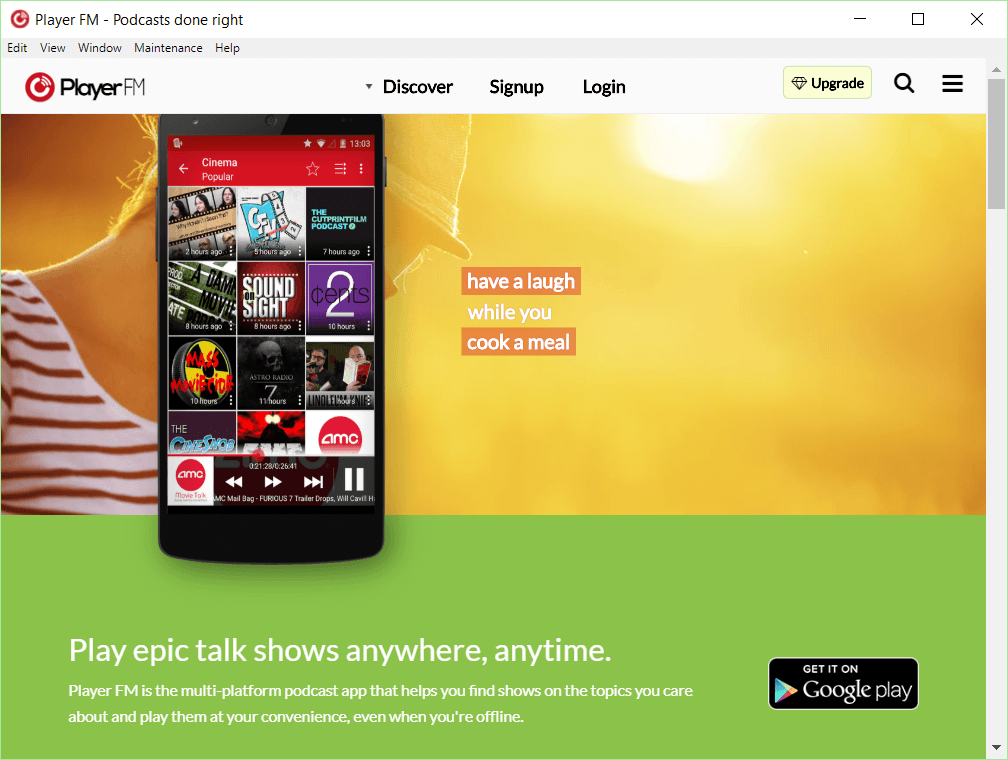 Player FM - Podcasts done right
Edit View Window Maintenance Help
PlayerFM
Discover Signup Login Upgrade
13:03
Cinema
Popular
2 hours ago
5 hours ago
THE
CUTPRINTFILM
PODCAST
7 hours ago
A DAMN
MOVIE
8 hours ago
SOUND
ON
SIGHT
8 hours ago
2
¢ents
10 hours
MASS
MOVIECIDE
10 hours
ASTRO RADIO
Z
11 hours
hours
THE
CINESNOB
amc
amc
Movie Talk
0:21:28/0:26:41
AMC Mail Bag - FURIOUS 7 Trailer Drops, Will Cavill H
have a laugh
while you
cook a meal
Play epic talk shows anywhere, anytime.
Player FM is the multi-platform podcast app that helps you find shows on the topics you care
about and play them at your convenience, even when you're offline.
GET IT ON
Google play